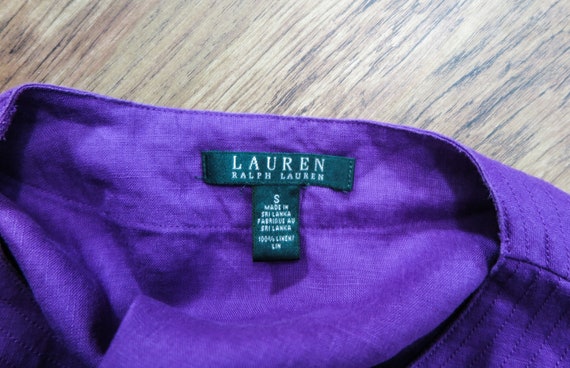 LAUREN
RALPH LAUREN
S
MADE IN
SRI LANKA
FABRIQUE AU
SRI LANKA
100% LINEN/
LIN